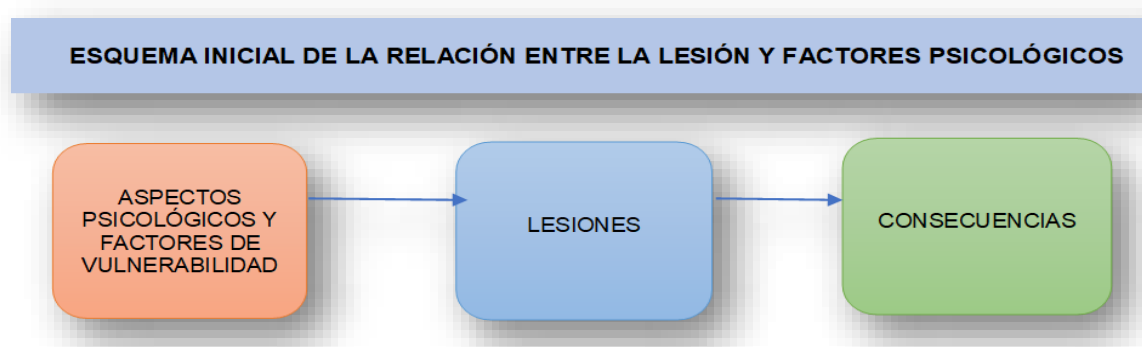 ESQUEMA INICIAL DE LA RELACIÓN ENTRE LA LESIÓN Y FACTORES PSICOLÓGICOS
ASPECTOS
PSICOLÓGICOS Y
FACTORES DE
VULNERABILIDAD
LESIONES
CONSECUENCIAS